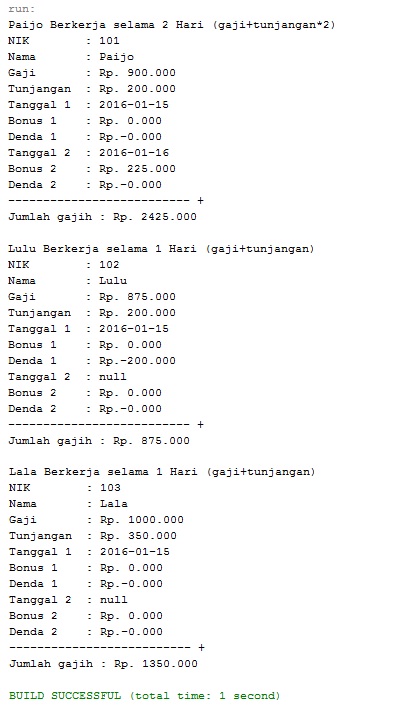 run:
Paijo Berkerja selama 2 Hari (gaji+tunjangan*2)
NIK : 101
Nama : Paijo
Gaji : Rp. 900.000
Tunjangan : Rp. 200.000
Tanggal 1 : 2016-01-15
Bonus 1 : Rp. 0.000
Denda 1 : Rp.-0.000
Tanggal 2 : 2016-01-16
Bonus 2 : Rp. 225.000
Denda 2 : Rp.-0.000
-------------------------- +
Jumlah gajih : Rp. 2425.000
Lulu Berkerja selama 1 Hari (gaji+tunjangan)
NIK : 102
Nama : Lulu
Gaji : Rp. 875.000
Tunjangan : Rp. 200.000
Tanggal 1 : 2016-01-15
Bonus 1 : Rp. 0.000
Denda 1 : Rp.-200.000
Tanggal 2 : null
Bonus 2 : Rp. 0.000
Denda 2 : Rp.-0.000
-------------------------- +
Jumlah gajih : Rp. 875.000
Lala Berkerja selama 1 Hari (gaji+tunjangan)
NIK : 103
Nama : Lala
Gaji : Rp. 1000.000
Tunjangan : Rp. 350.000
Tanggal 1 : 2016-01-15
Bonus 1 : Rp. 0.000
Denda 1 : Rp.-0.000
Tanggal 2 : null
Bonus 2 : Rp. 0.000
Denda 2 : Rp.-0.000
-------------------------- +
Jumlah gajih : Rp. 1350.000
BUILD SUCCESSFUL (total time: 1 second)